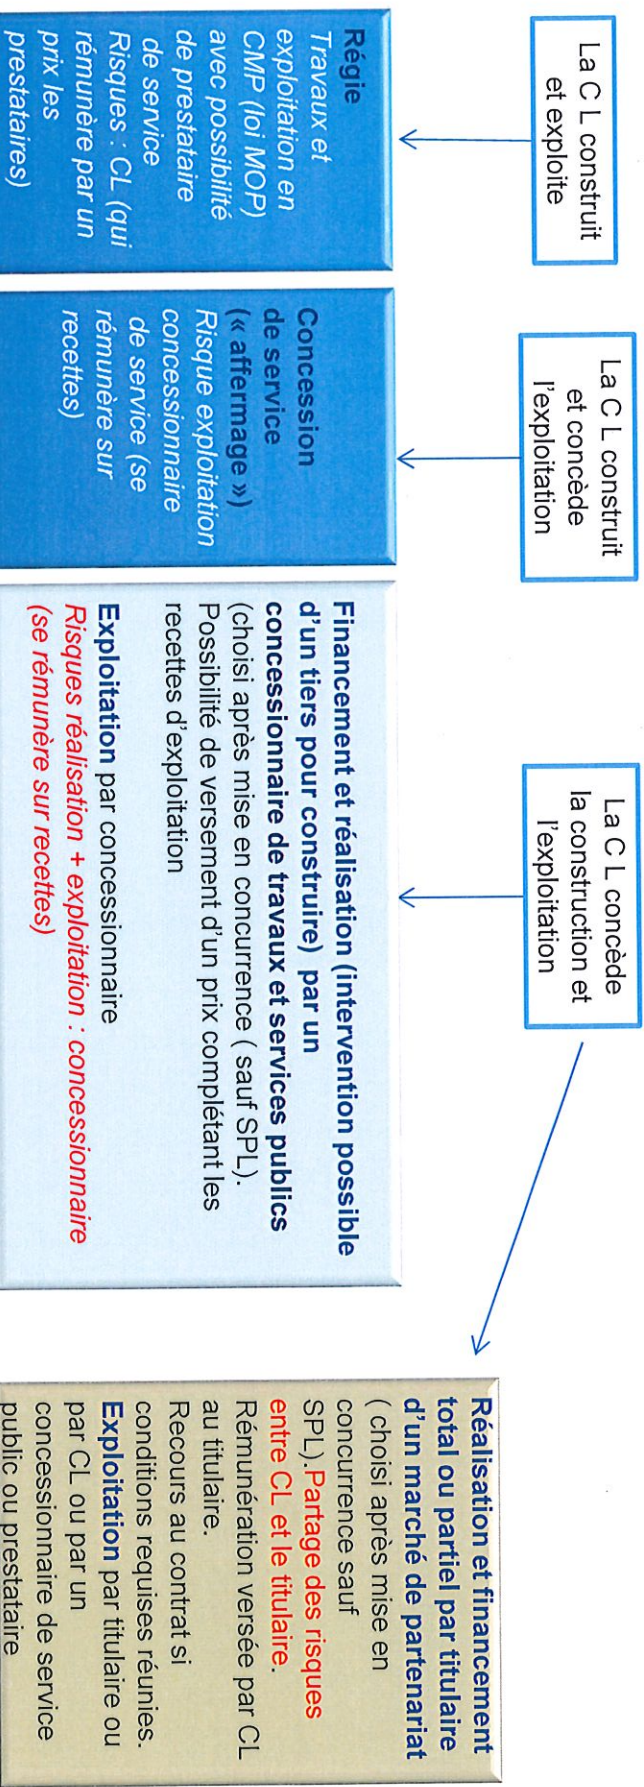 La C L construit
et exploite
La C L construit
et concède
l'exploitation
La C L concède
la construction et
l'exploitation
Régie
Travaux et
exploitation en
CMP (loi MOP)
avec possibilité
de prestataire
de service
Risques : CL (qui
rémunère par un
prix les
prestataires)
Concession
de service
(« affermage »)
Risque exploitation
concessionnaire
de service (se
rémunère sur
recettes)
Financement et réalisation (intervention possible
d'un tiers pour construire) par un
concessionnaire de travaux et services publics
(choisi après mise en concurrence ( sauf SPL).
Possibilité de versement d'un prix complétant les
recettes d'exploitation
Exploitation par concessionnaire
Risques réalisation + exploitation : concessionnaire
(se rémunère sur recettes)
Réalisation et financement
total ou partiel par titulaire
d'un marché de partenariat
( choisi après mise en
concurrence sauf
SPL).Partage des risques
entre CL et le titulaire.
Rémunération versée par CL
au titulaire.
Recours au contrat si
conditions requises réunies.
Exploitation par titulaire ou
par CL ou par un
concessionnaire de service
public ou prestataire